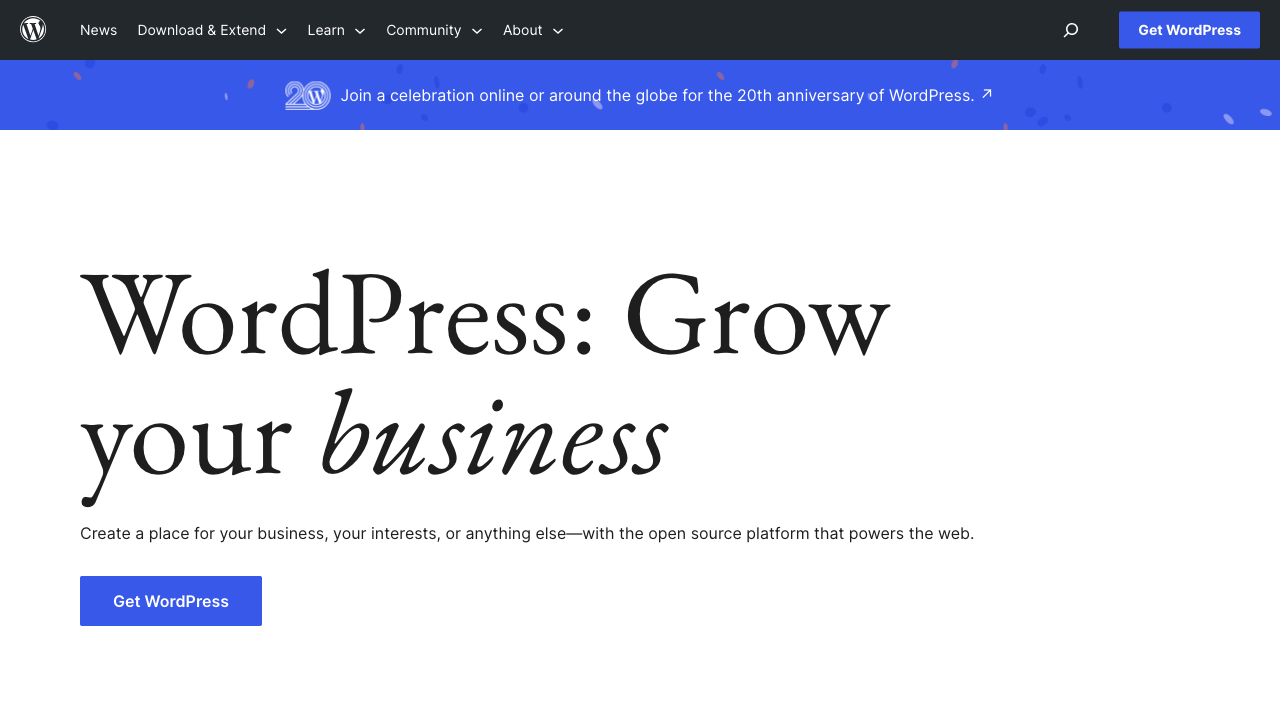 News Download & Extend Learn Community About Get WordPress
20 Join a celebration online or around the globe for the 20th anniversary of WordPress. ↗
WordPress: Grow
your business
Create a place for your business, your interests, or anything else—with the open source platform that powers the web.
Get WordPress